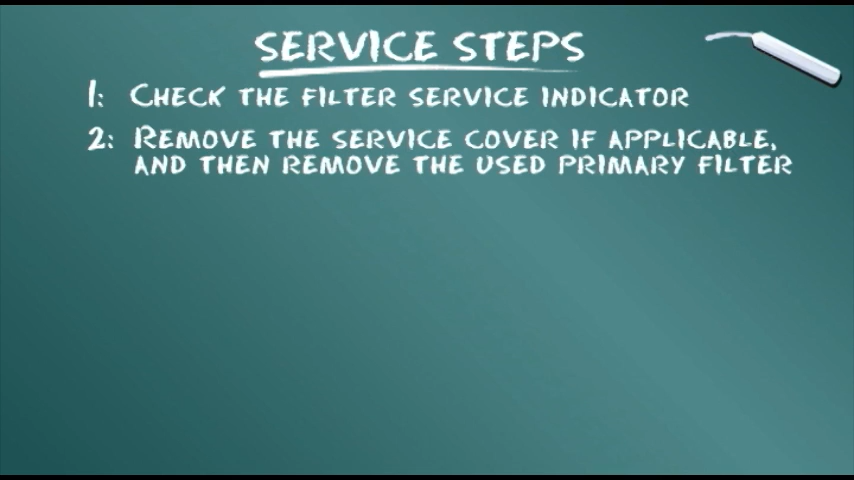 SERVICE STEPS
1: CHECK THE FILTER SERVICE INDICATOR
2: REMOVE THE SERVICE COVER IF APPLICABLE,
AND THEN REMOVE THE USED PRIMARY FILTER